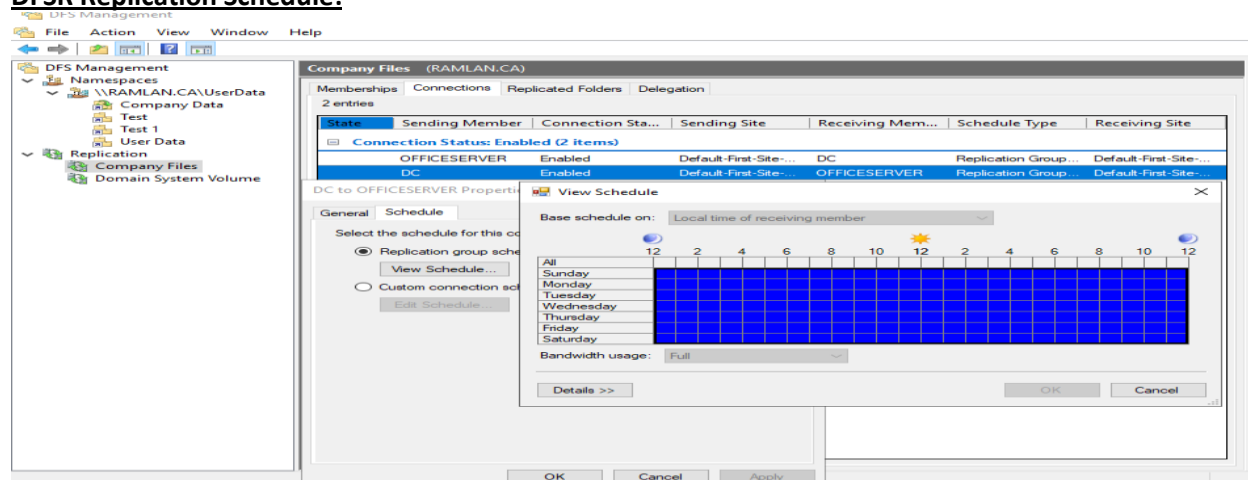 DFSR Replication Schedule:
DFS Management
File Action View Window Help
DFS Management
Namespaces
\\RAMLAN.CA\UserData
Company Data
Test
Test 1
User Data
Replication
Company Files
Domain System Volume
Company Files (RAMLAN.CA)
Memberships Connections Replicated Folders Delegation
2 entries
State Sending Member Connection Sta... Sending Site Receiving Mem... Schedule Type Receiving Site
Connection Status: Enabled (2 items)
OFFICESERVER Enabled Default-First-Site-... DC Replication Group... Default-First-Site-...
DC Enabled Default-First-Site-... OFFICESERVER Replication Group... Default-First-Site-...
DC to OFFICESERVER Properti
General Schedule
Select the schedule for this co
Replication group sche
View Schedule...
Custom connection sch
Edit Schedule...
View Schedule
Base schedule on: Local time of receiving member
12 2 4 6 8 10 12 2 4 6 8 10 12
All
Sunday
Monday
Tuesday
Wednesday
Thursday
Friday
Saturday
Bandwidth usage: Full
Details >> OK Cancel
OK Cancel Apply